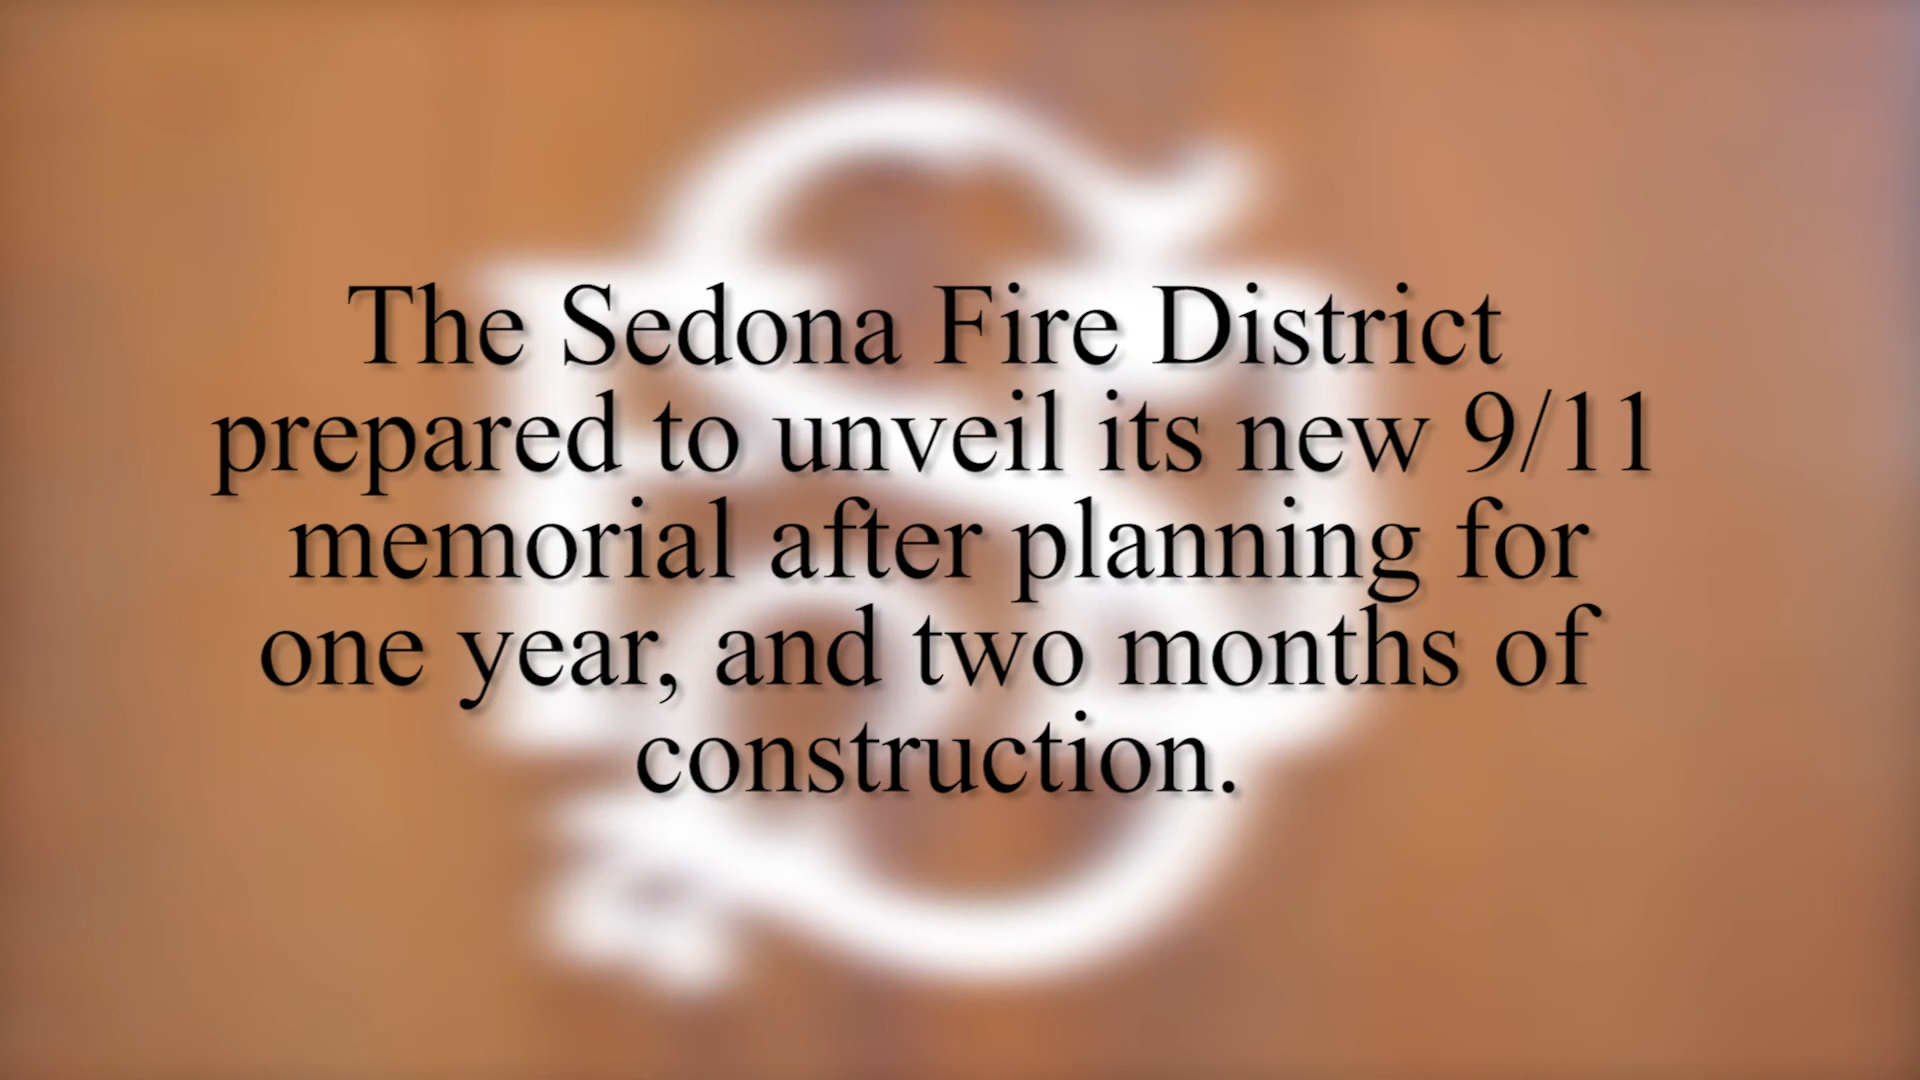 The Sedona Fire District
prepared to unveil its new 9/11
memorial after planning for
one year, and two months of
construction.